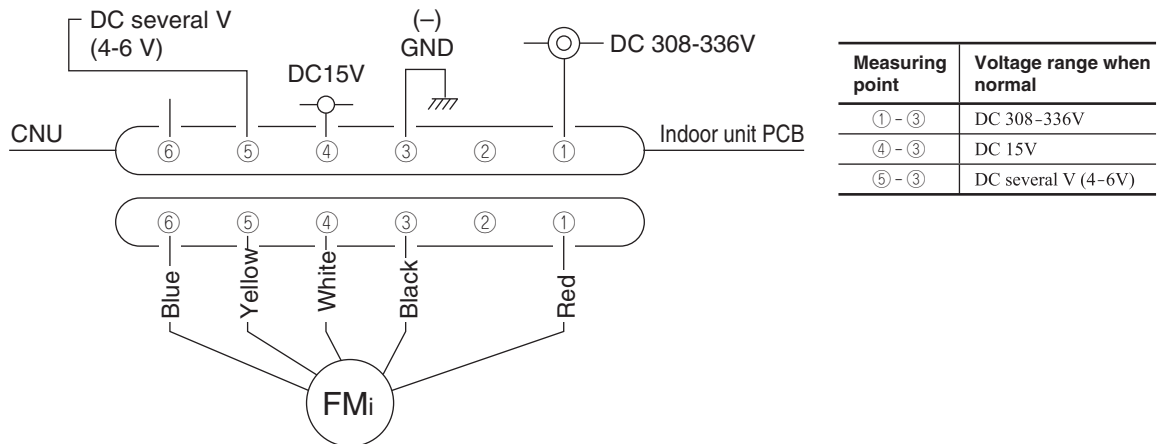 DC several V
(4-6 V)
DC15V
(–)
GND
DC 308-336V
CNU
⑥ ⑤ ④ ③ ② ①
Indoor unit PCB
⑥ ⑤ ④ ③ ② ①
Blue
Yellow
White
Black
Red
FMi
Measuring point
Voltage range when normal
①-③
DC 308-336V
④-③
DC 15V
⑤-③
DC several V (4-6V)